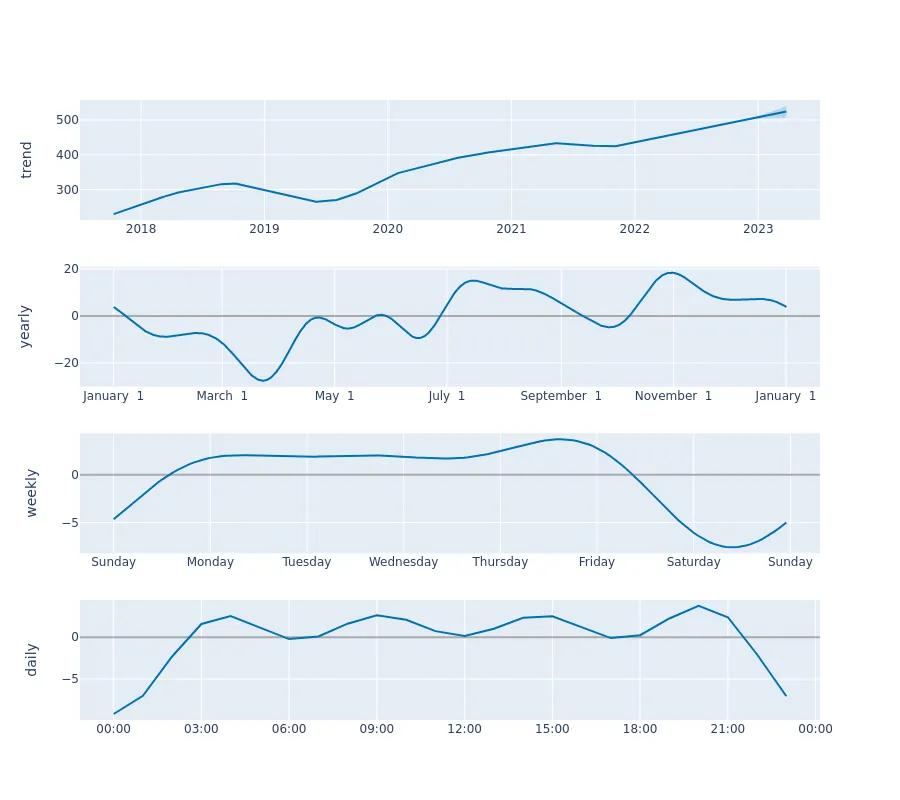 trend
500
400
300
2018 2019 2020 2021 2022 2023
yearly
20
0
−20
January 1 March 1 May 1 July 1 September 1 November 1 January 1
weekly
0
−5
Sunday Monday Tuesday Wednesday Thursday Friday Saturday Sunday
daily
0
−5
00:00 03:00 06:00 09:00 12:00 15:00 18:00 21:00 00:00